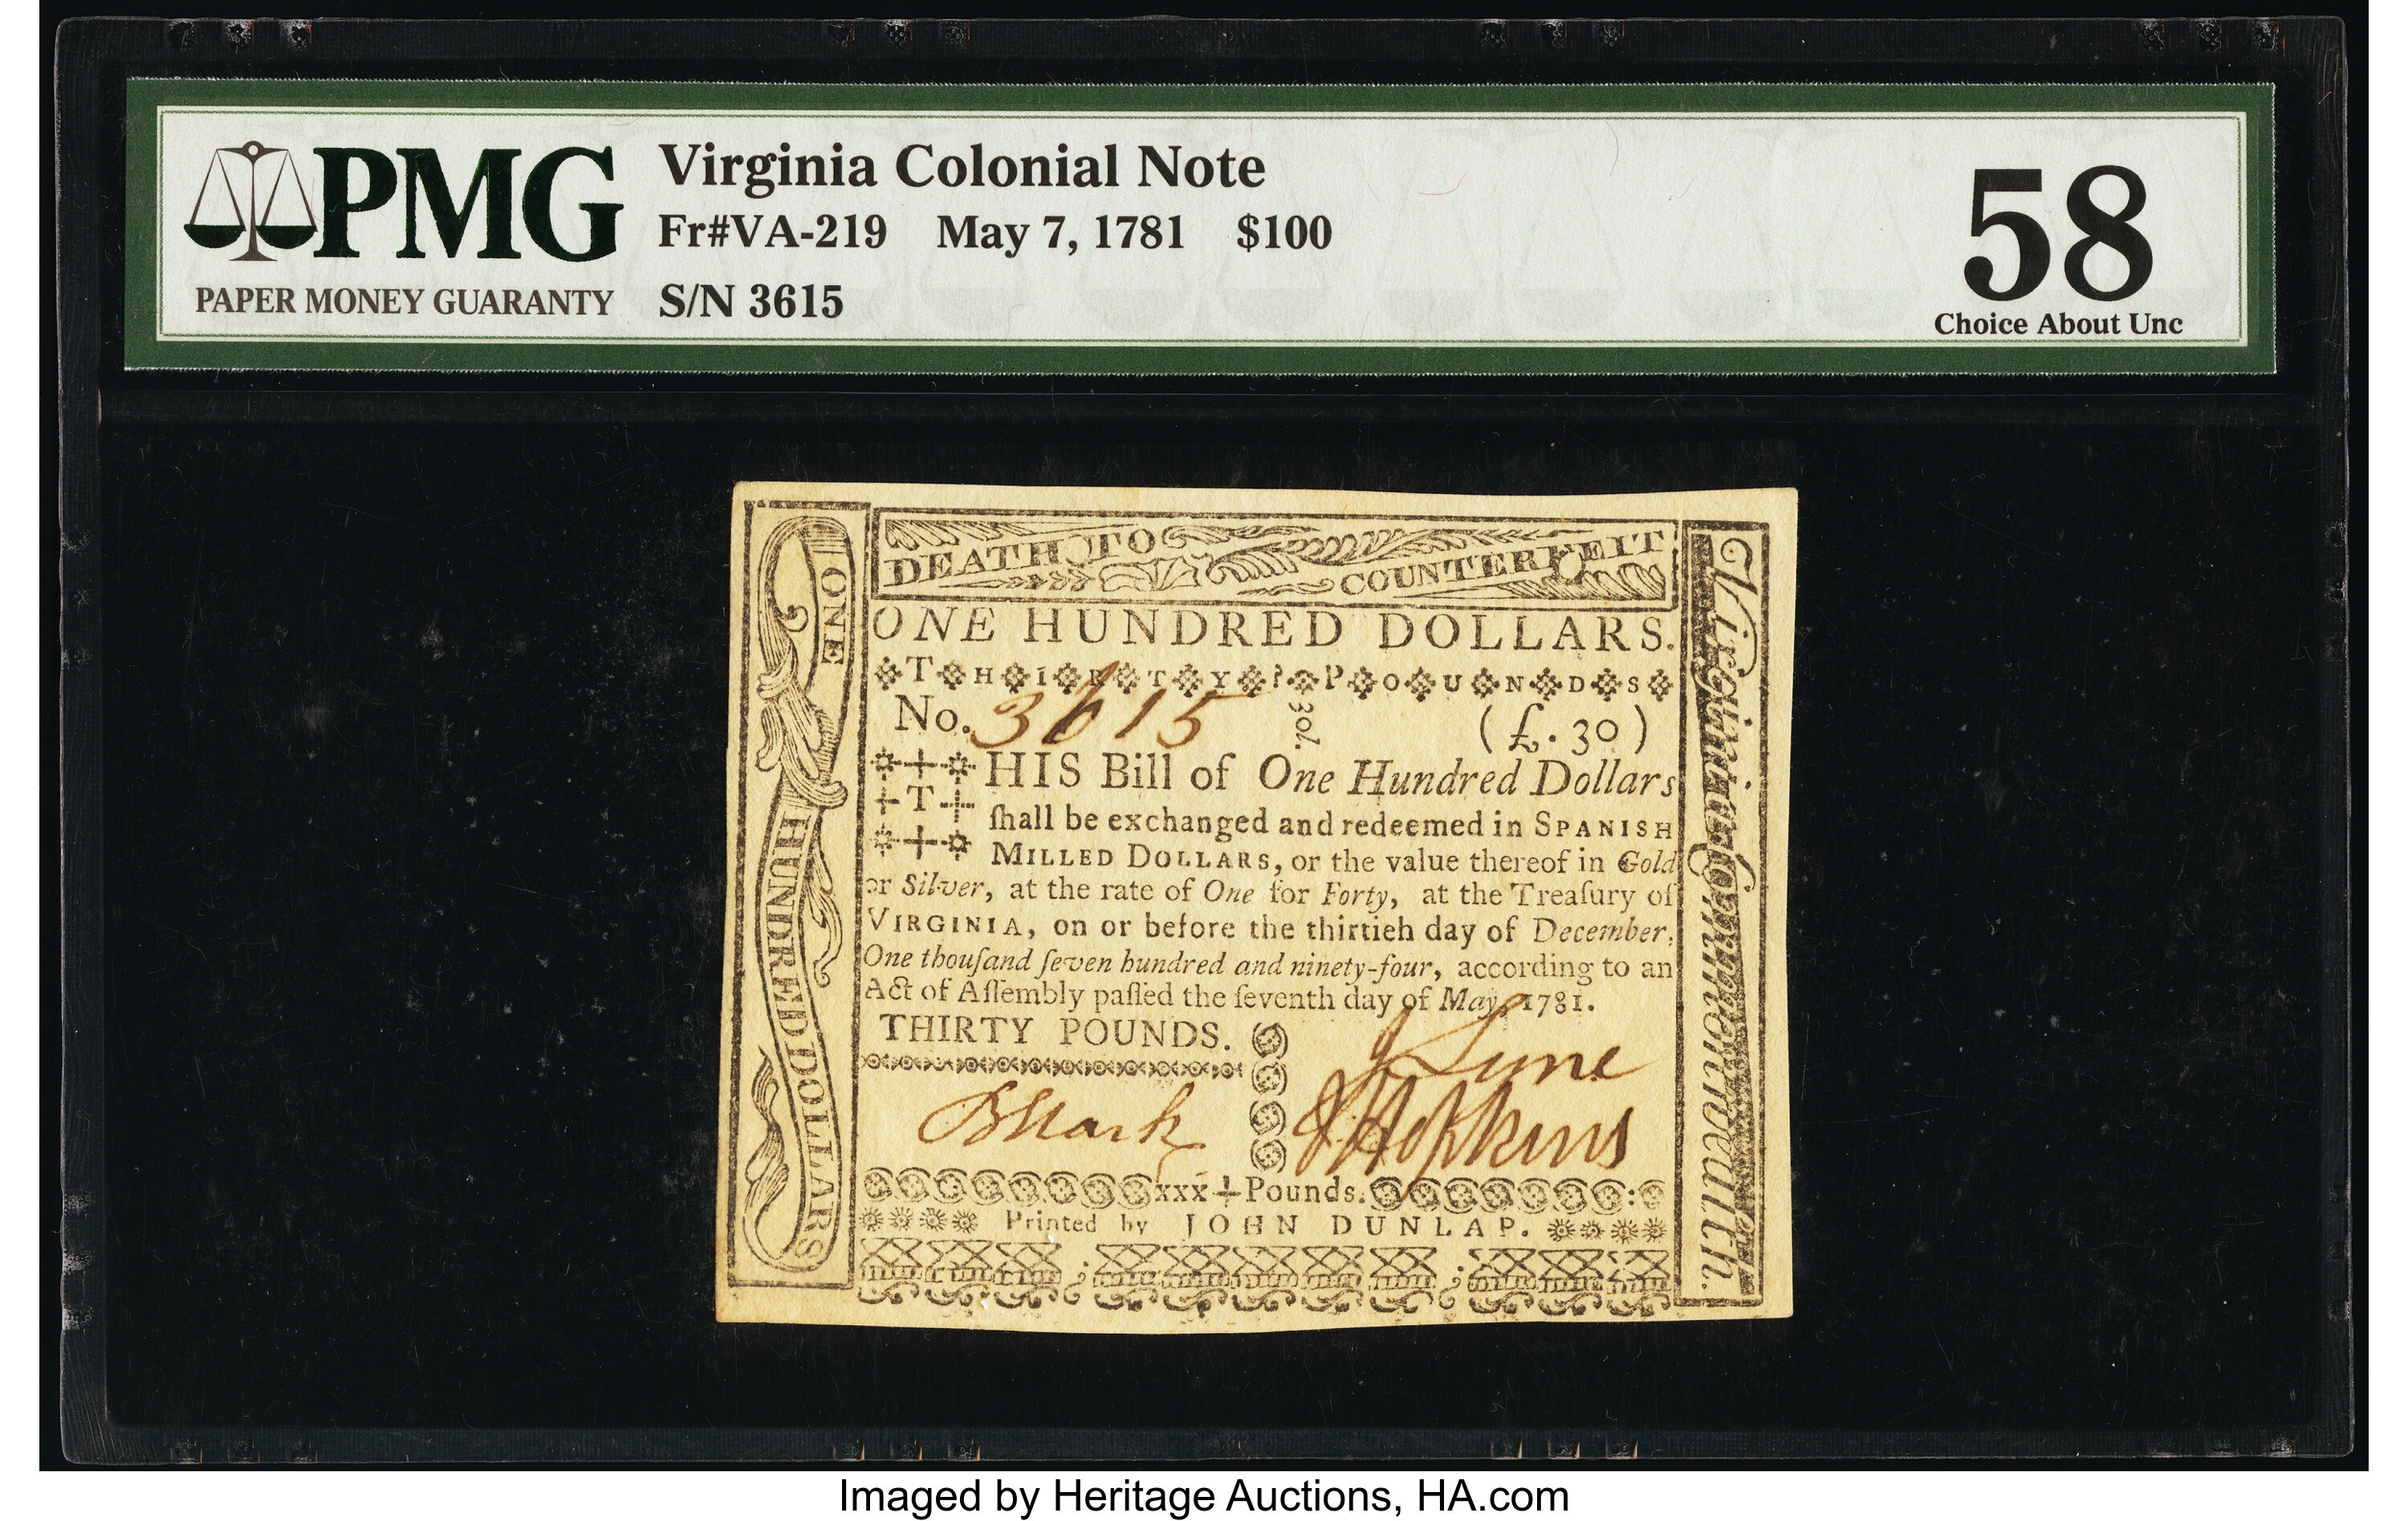 PMG
PAPER MONEY GUARANTY
Virginia Colonial Note
Fr#VA-219 May 7, 1781 $100
S/N 3615
58
Choice About Unc
DEATH TO
COUNTERFEIT
ONE HUNDRED DOLLARS
Virginia Commonwealth.
ONE HUNDRED DOLLARS.
THIRTY POUNDS
No. 3615 30l. (£.30)
THIS Bill of One Hundred Dollars
ſhall be exchanged and redeemed in SPANISH
MILLED DOLLARS, or the value thereof in Gold
or Silver, at the rate of One for Forty, at the Treaſury of
VIRGINIA, on or before the thirtieh day of December,
One thouſand ſeven hundred and ninety-four, according to an
Act of Aſſembly paſſed the ſeventh day of May, 1781.
THIRTY POUNDS.
J Lyne
B Stark
J Hopkins
xxx Pounds.
Printed by JOHN DUNLAP.
Imaged by Heritage Auctions, HA.com